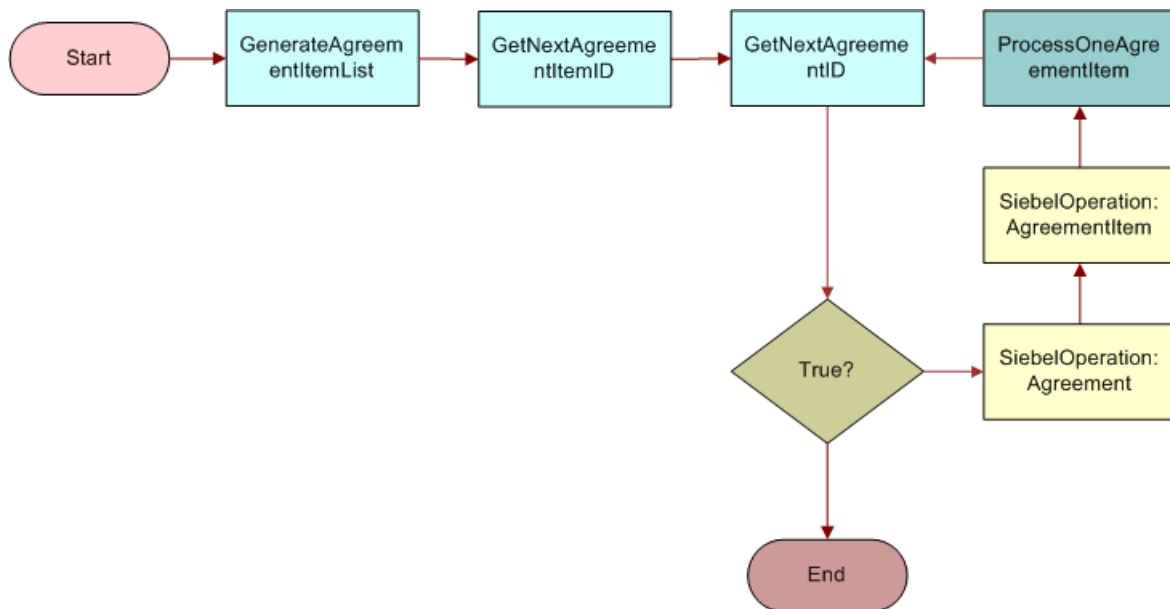 Start
GenerateAgreem
entItemList
GetNextAgreeme
ntItemID
GetNextAgreeme
ntID
ProcessOneAgre
ementItem
SiebelOperation:
AgreementItem
True?
SiebelOperation:
Agreement
End